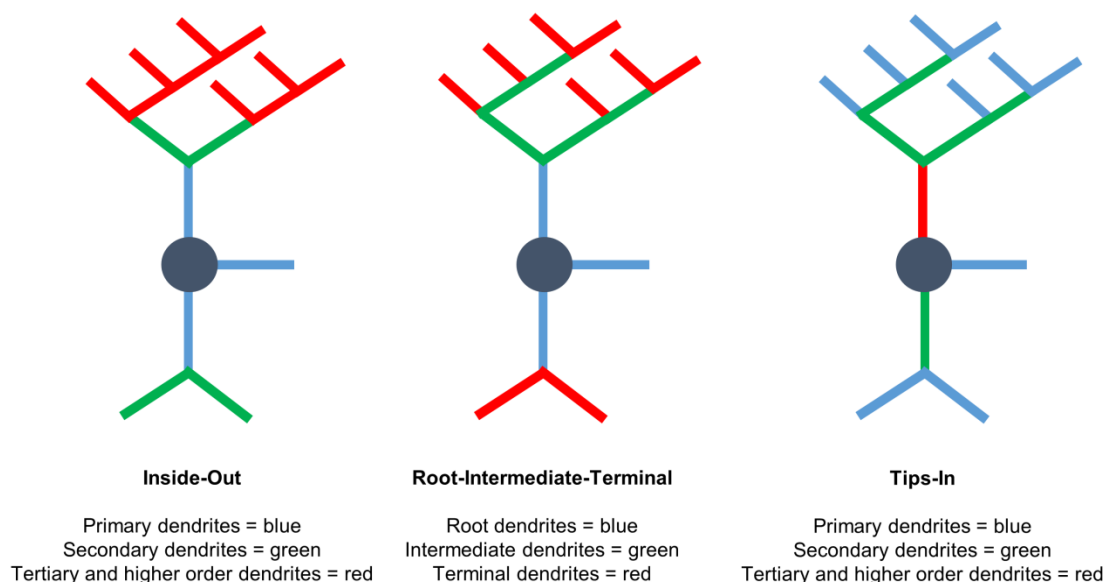 Inside-Out
Primary dendrites = blue
Secondary dendrites = green
Tertiary and higher order dendrites = red
Root-Intermediate-Terminal
Root dendrites = blue
Intermediate dendrites = green
Terminal dendrites = red
Tips-In
Primary dendrites = blue
Secondary dendrites = green
Tertiary and higher order dendrites = red